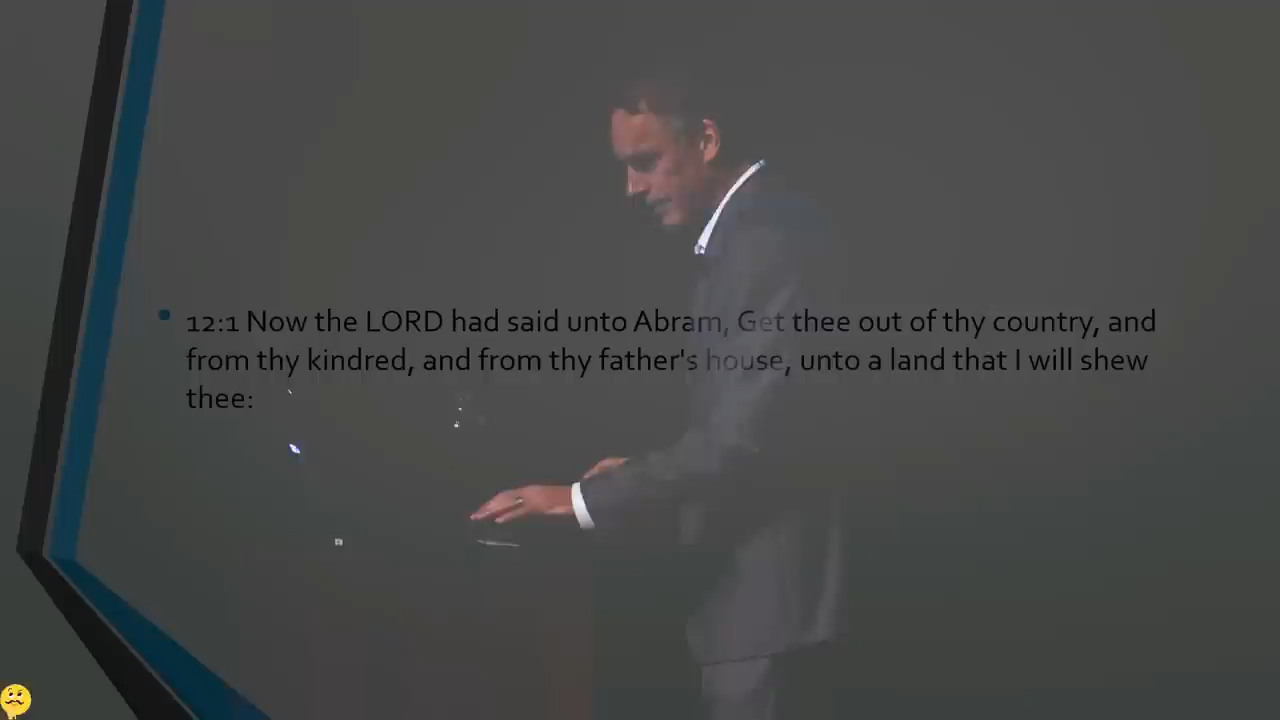 12:1 Now the LORD had said unto Abram, Get thee out of thy country, and
from thy kindred, and from thy father's house, unto a land that I will shew
thee: